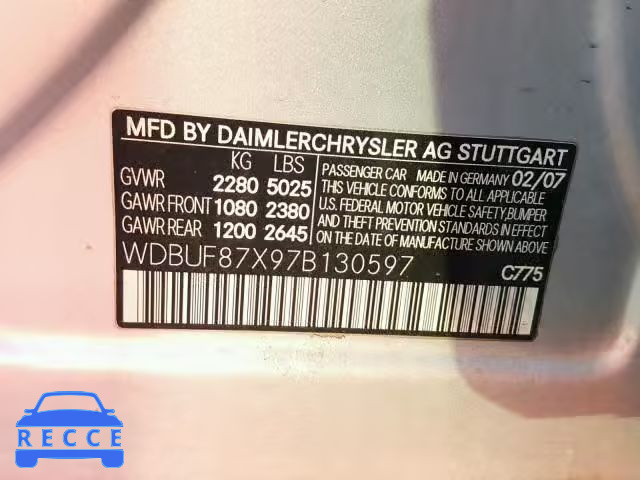 MFD BY DAIMLERCHRYSLER AG STUTTGART
KG LBS
GVWR 2280 5025
GAWR FRONT 1080 2380
GAWR REAR 1200 2645
PASSENGER CAR MADE IN GERMANY 02/07
THIS VEHICLE CONFORMS TO ALL APPLICABLE
U.S. FEDERAL MOTOR VEHICLE SAFETY, BUMPER
AND THEFT PREVENTION STANDARDS IN EFFECT
ON THE DATE OF MANUFACTURE SHOWN ABOVE.
WDBUF87X97B130597
C775
RECCE